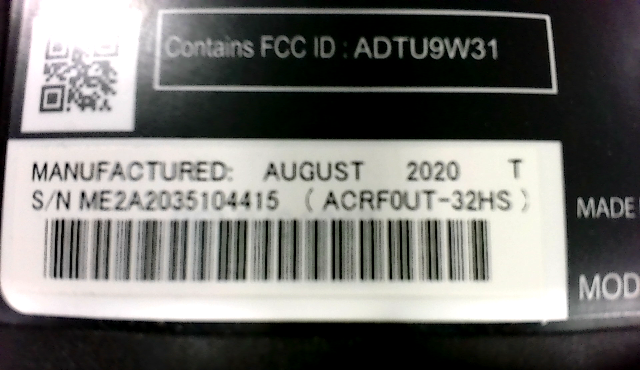 Contains FCC ID : ADTU9W31
MANUFACTURED: AUGUST 2020 T
S/N ME2A2035104415 ( ACRF0UT-32HS )
MADE
MOD